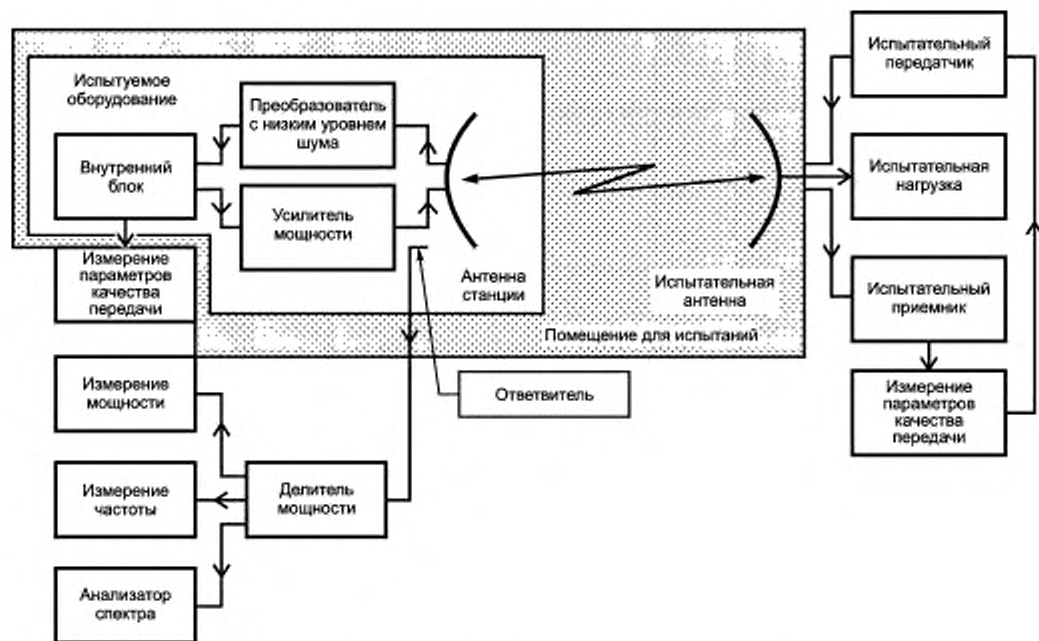 Испытуемое
оборудование
Преобразователь
с низким уровнем
шума
Внутренний
блок
Усилитель
мощности
Антенна
станции
Испытательная
антенна
Помещение для испытаний
Испытательный
передатчик
Испытательная
нагрузка
Испытательный
приемник
Измерение
параметров
качества
передачи
Измерение
параметров
качества
передачи
Измерение
мощности
Ответвитель
Измерение
частоты
Делитель
мощности
Анализатор
спектра